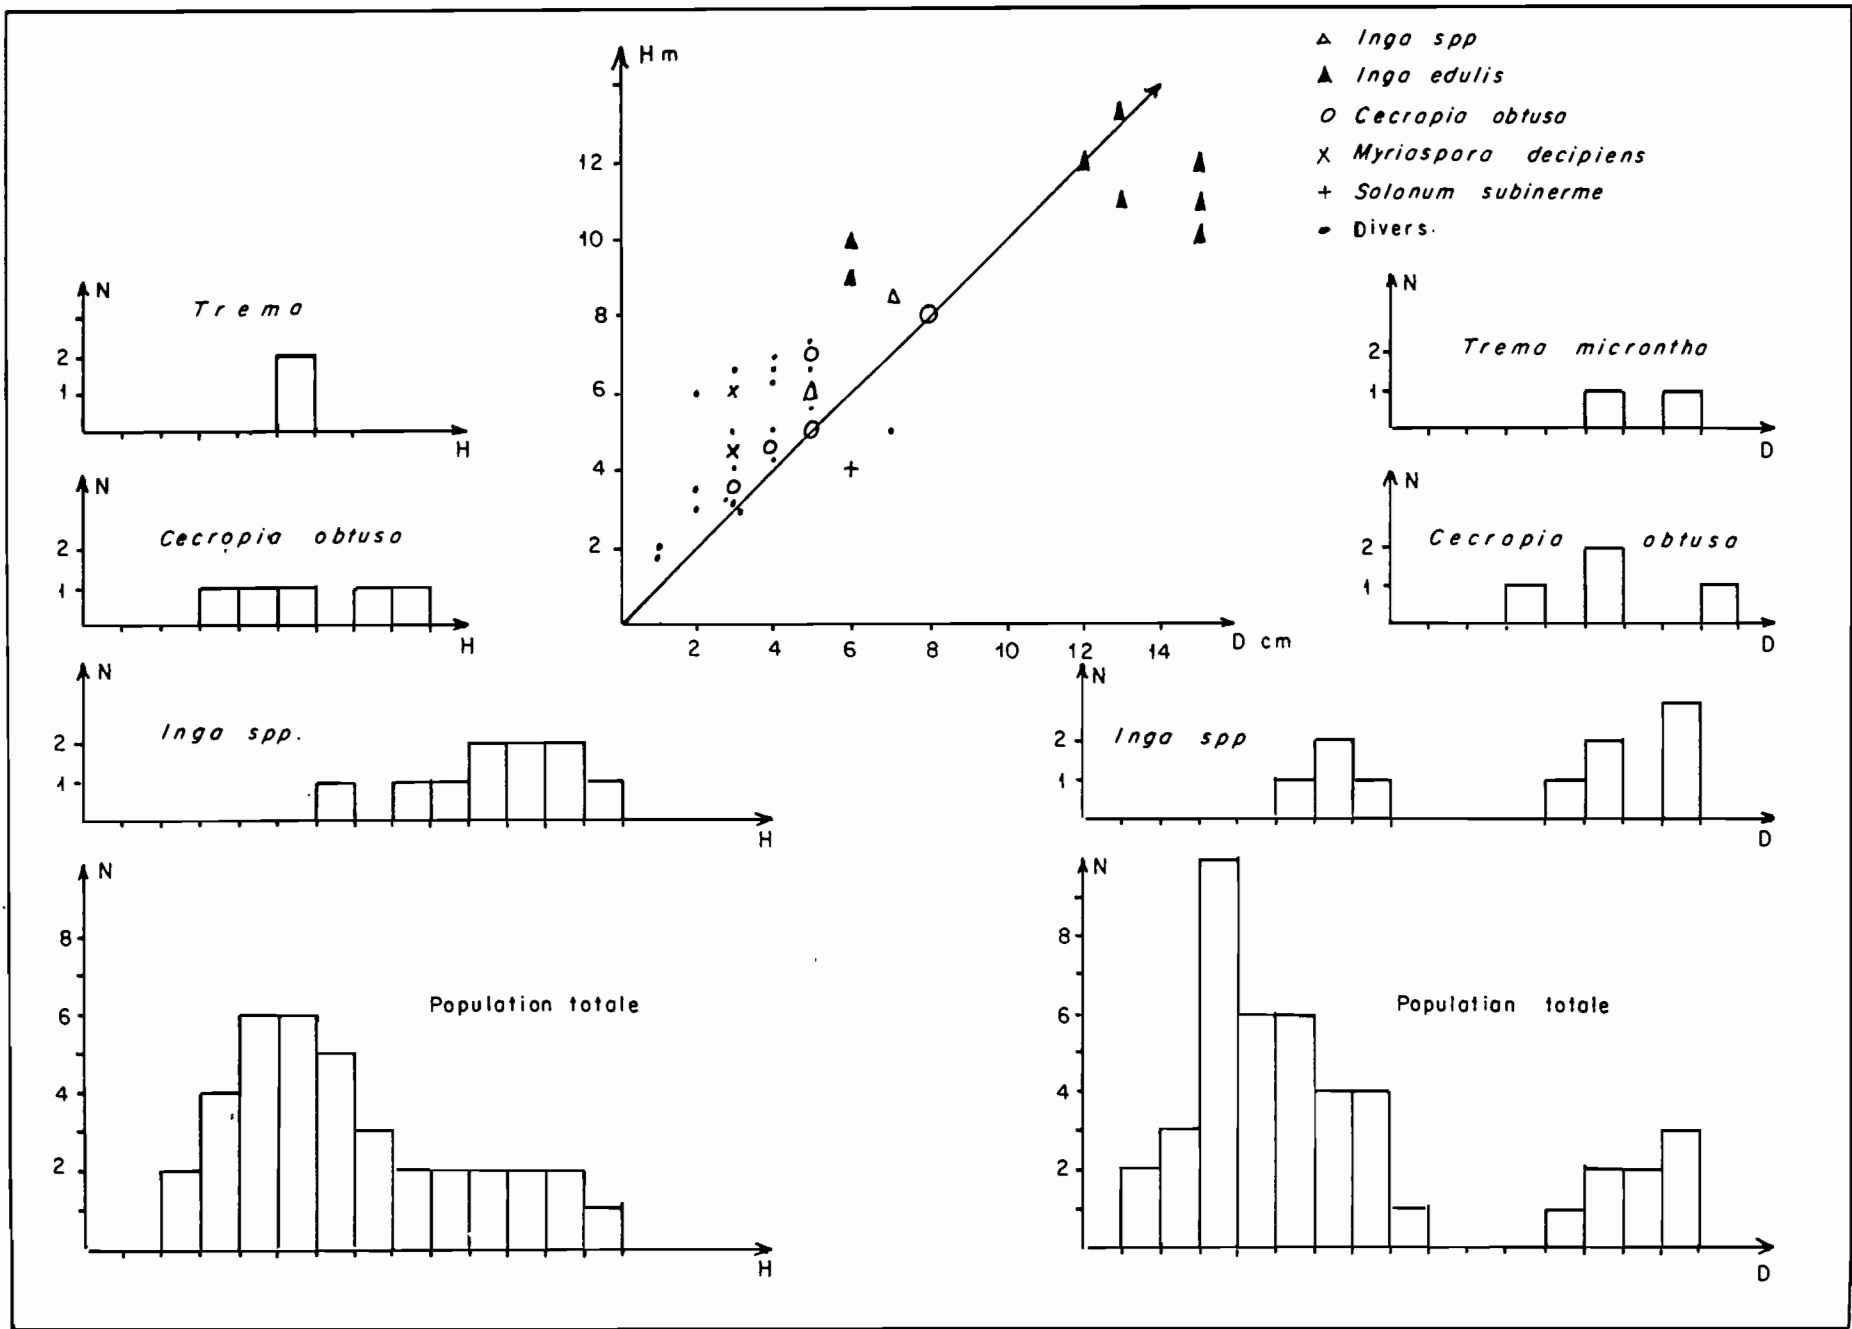 H m
12
10
8
6
4
2
2 4 6 8 10 12 14 D cm
Inga spp
Inga edulis
Cecropia obtusa
Myriaspora decipiens
Solanum subinerme
Divers.
N
Trema
2
1
H
N
Cecropia obtusa
2
1
H
N
Inga spp.
2
1
H
N
8
6
4
2
Population totale
H
N
Trema micrantha
2
1
D
N
Cecropia obtusa
2
1
D
N
Inga spp
2
1
D
N
8
6
4
2
Population totale
D